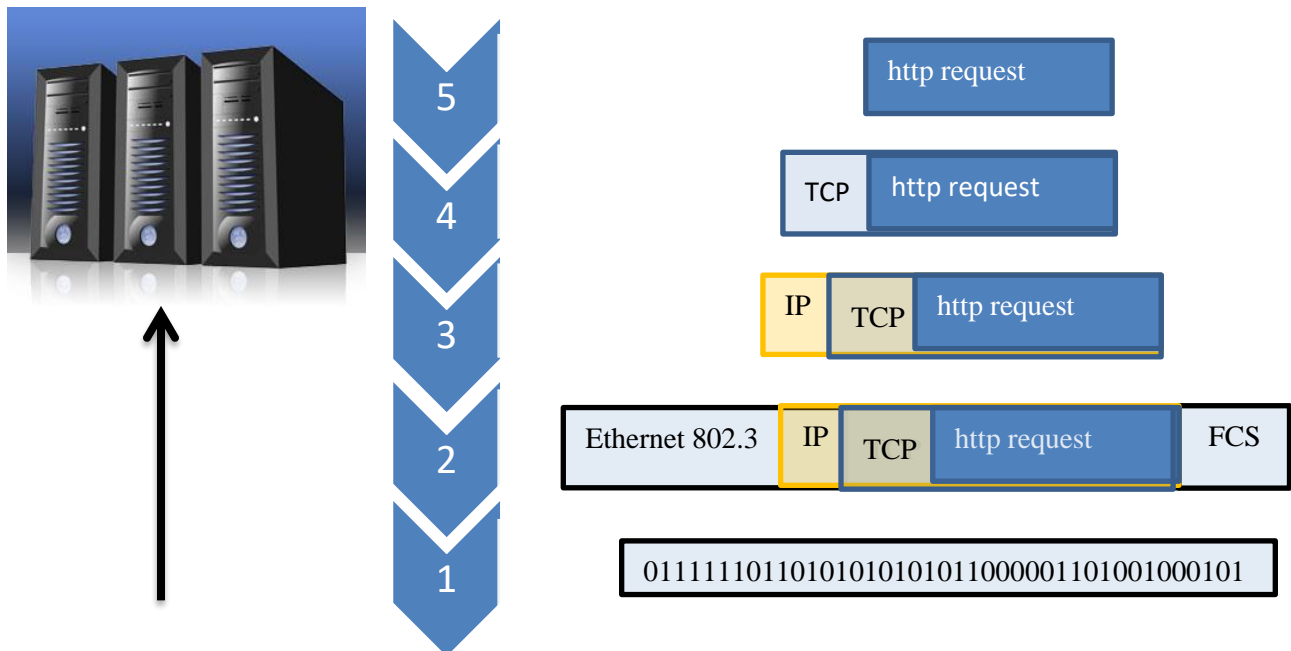 5
http request
4
TCP http request
3
IP TCP http request
2
Ethernet 802.3 IP TCP http request FCS
1
0111111011010101010101100000110100100​0101